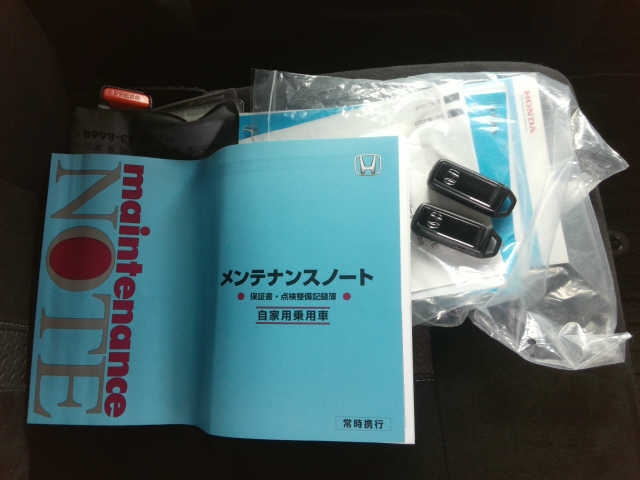 PRESS
maintenance
NOTE
メンテナンスノート
保証書・点検整備記録簿
自家用乗用車
常時携行
HONDA